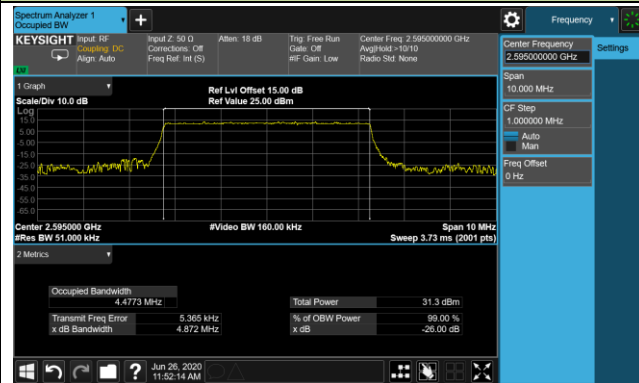 Spectrum Analyzer 1
Occupied BW
Frequency
KEYSIGHT
Input: RF
Coupling: DC
Align: Auto
Input Z: 50 Ω
Corrections: Off
Freq Ref: Int (S)
Atten: 18 dB
Trig: Free Run
Gate: Off
#IF Gain: Low
Center Freq: 2.595000000 GHz
Avg|Hold:>10/10
Radio Std: None
Center Frequency
2.595000000 GHz
Settings
Span
10.000 MHz
CF Step
1.000000 MHz
Auto
Man
Freq Offset
0 Hz
1 Graph
Scale/Div 10.0 dB
Ref Lvl Offset 15.00 dB
Ref Value 25.00 dBm
Log
15.0
5.00
-5.00
-15.0
-25.0
-35.0
-45.0
-55.0
-65.0
Center 2.595000 GHz
#Video BW 160.00 kHz
Span 10 MHz
#Res BW 51.000 kHz
Sweep 3.73 ms (2001 pts)
2 Metrics
Occupied Bandwidth
4.4773 MHz
Total Power
31.3 dBm
Transmit Freq Error
5.365 kHz
% of OBW Power
99.00 %
x dB Bandwidth
4.872 MHz
x dB
-26.00 dB
?
Jun 26, 2020
11:52:14 AM